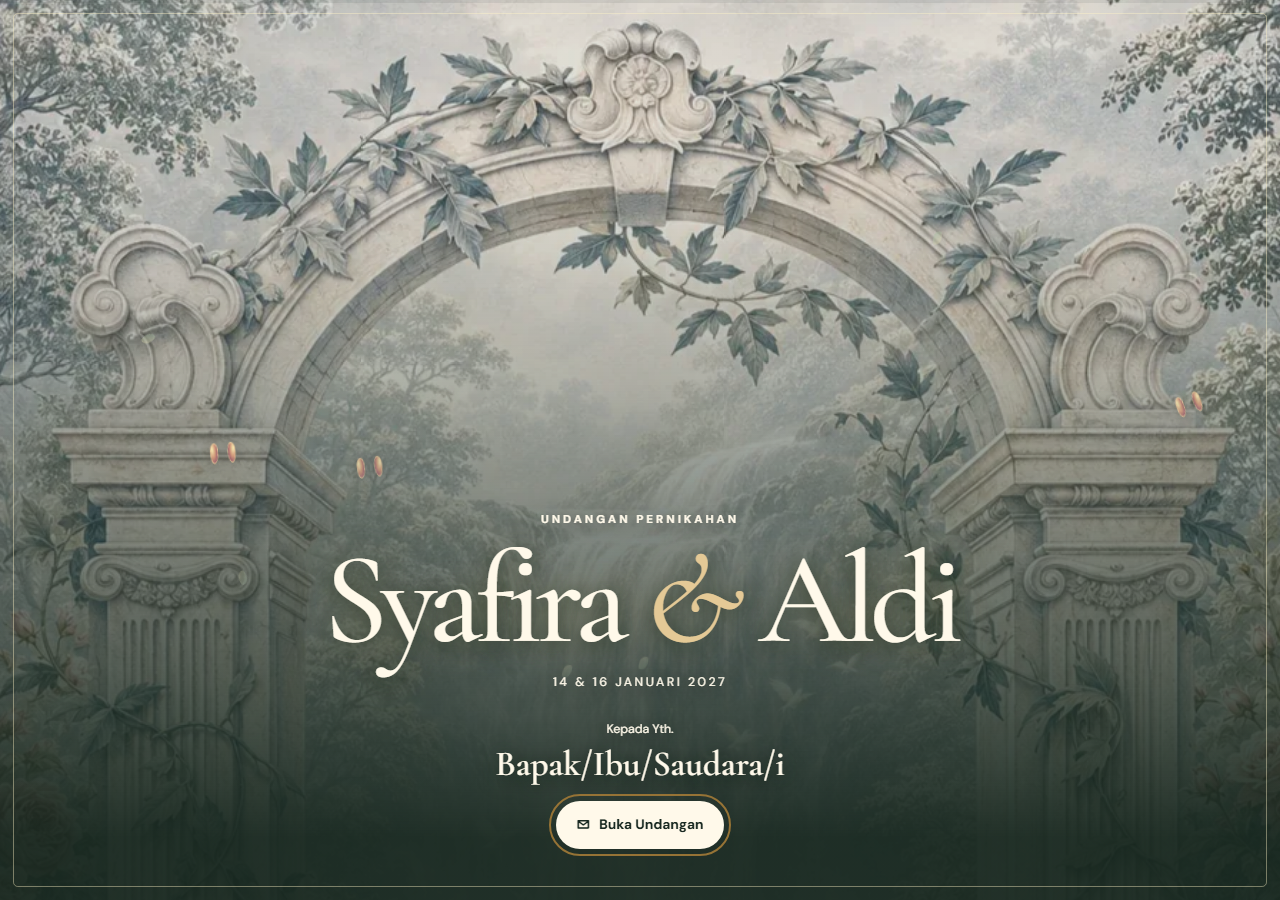 UNDANGAN PERNIKAHAN
Syafira & Aldi
14 & 16 JANUARI 2027
Kepada Yth.
Bapak/Ibu/Saudara/i
Buka Undangan